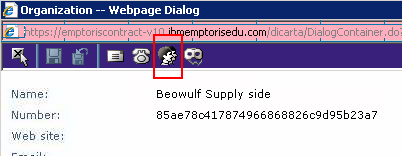 Organization -- Webpage Dialog
https://emptoriscontract-v10.ibmemptorisedu.com/dicarta/DialogContainer.do?
Name: Beowulf Supply side
Number: 85ae78c417874966868826c9d95b23a7
Web site: